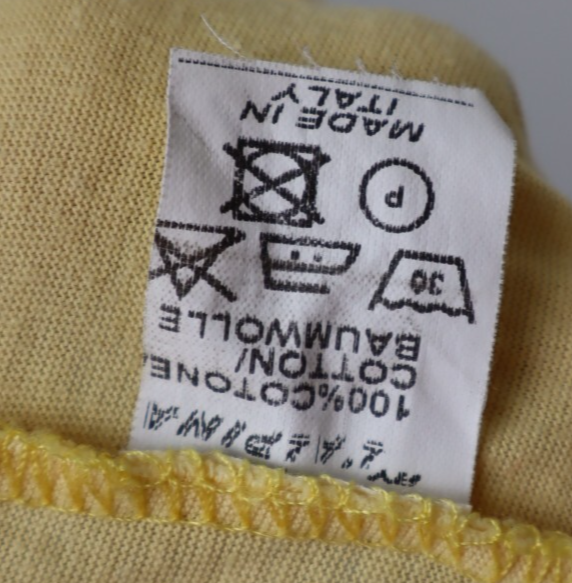 100%COTONE/
COTTON/
BAUMWOLLE
30
P
MADE IN
ITALY